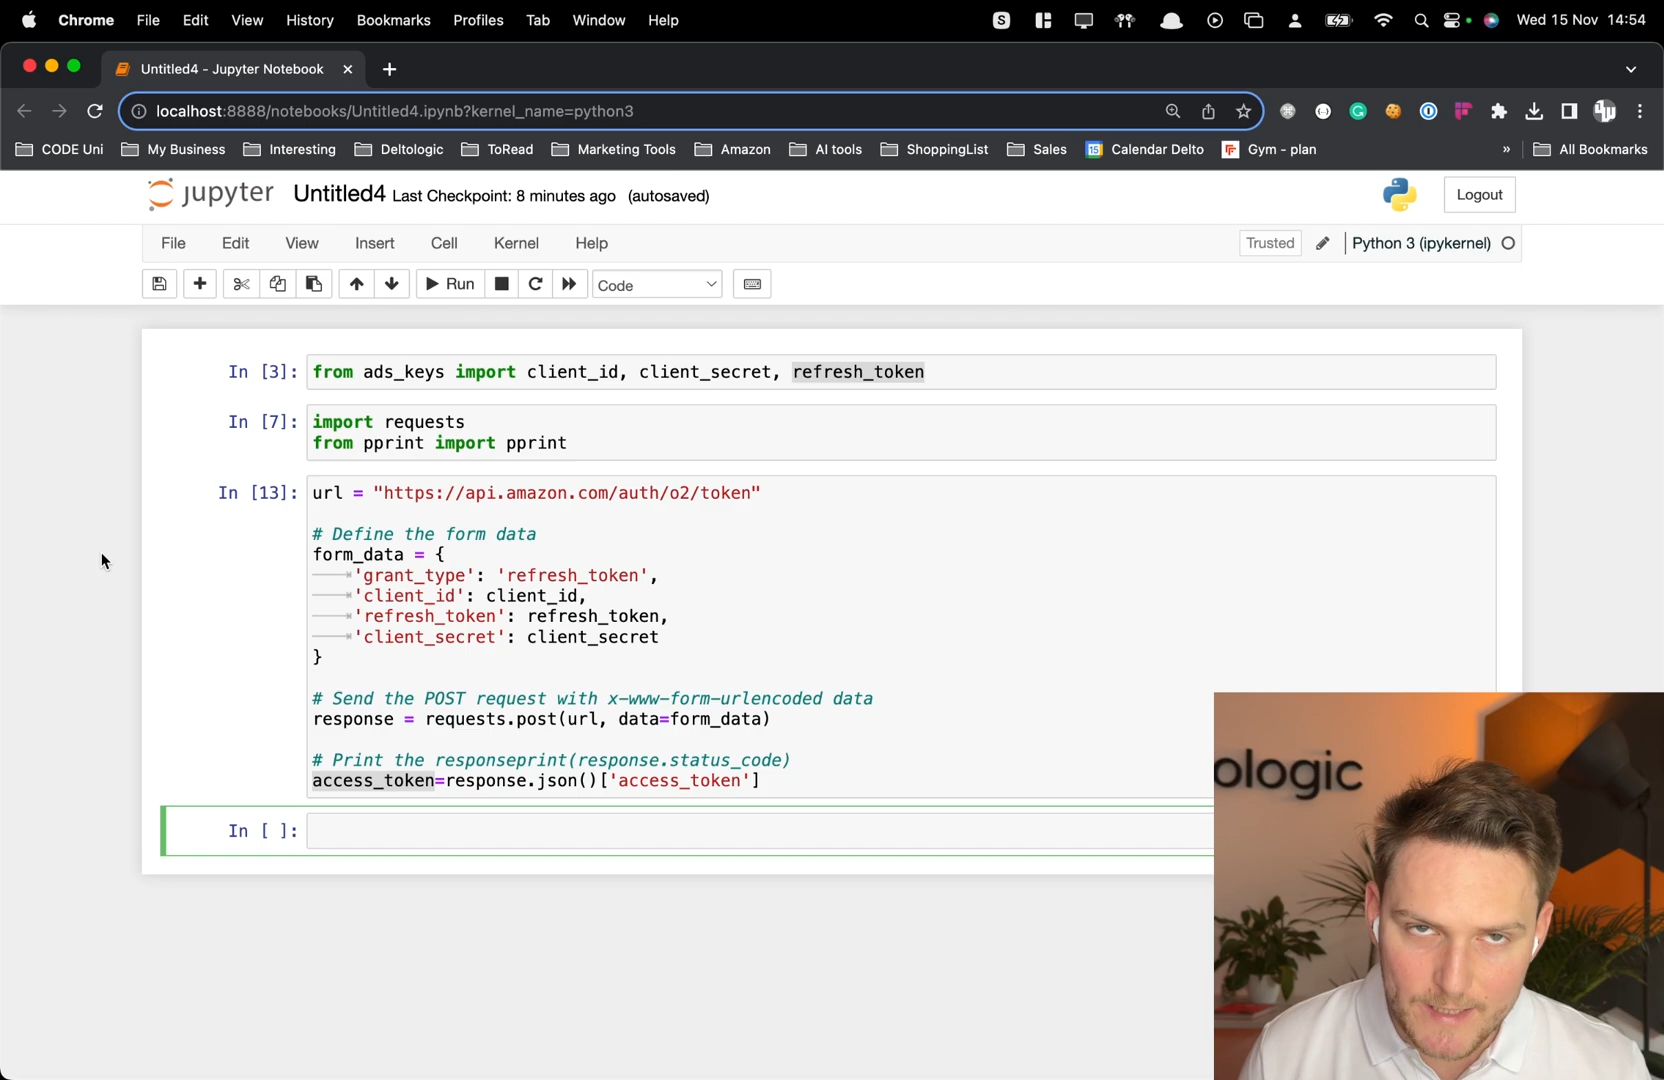 Chrome File Edit View History Bookmarks Profiles Tab Window Help S Wed 15 Nov 14:54
Untitled4 - Jupyter Notebook
localhost:8888/notebooks/Untitled4.ipynb?kernel_name=python3
CODE Uni My Business Interesting Deltologic ToRead Marketing Tools Amazon AI tools ShoppingList Sales 15 Calendar Delto Gym - plan » All Bookmarks
jupyter Untitled4 Last Checkpoint: 8 minutes ago (autosaved) Logout
File Edit View Insert Cell Kernel Help Trusted Python 3 (ipykernel)
Run Code
In [3]: from ads_keys import client_id, client_secret, refresh_token
In [7]: import requests
from pprint import pprint
In [13]: url = "https://api.amazon.com/auth/o2/token"
# Define the form data
form_data = {
'grant_type': 'refresh_token',
'client_id': client_id,
'refresh_token': refresh_token,
'client_secret': client_secret
}
# Send the POST request with x-www-form-urlencoded data
response = requests.post(url, data=form_data)
# Print the responseprint(response.status_code)
access_token=response.json()['access_token']
In [ ]:
ologic